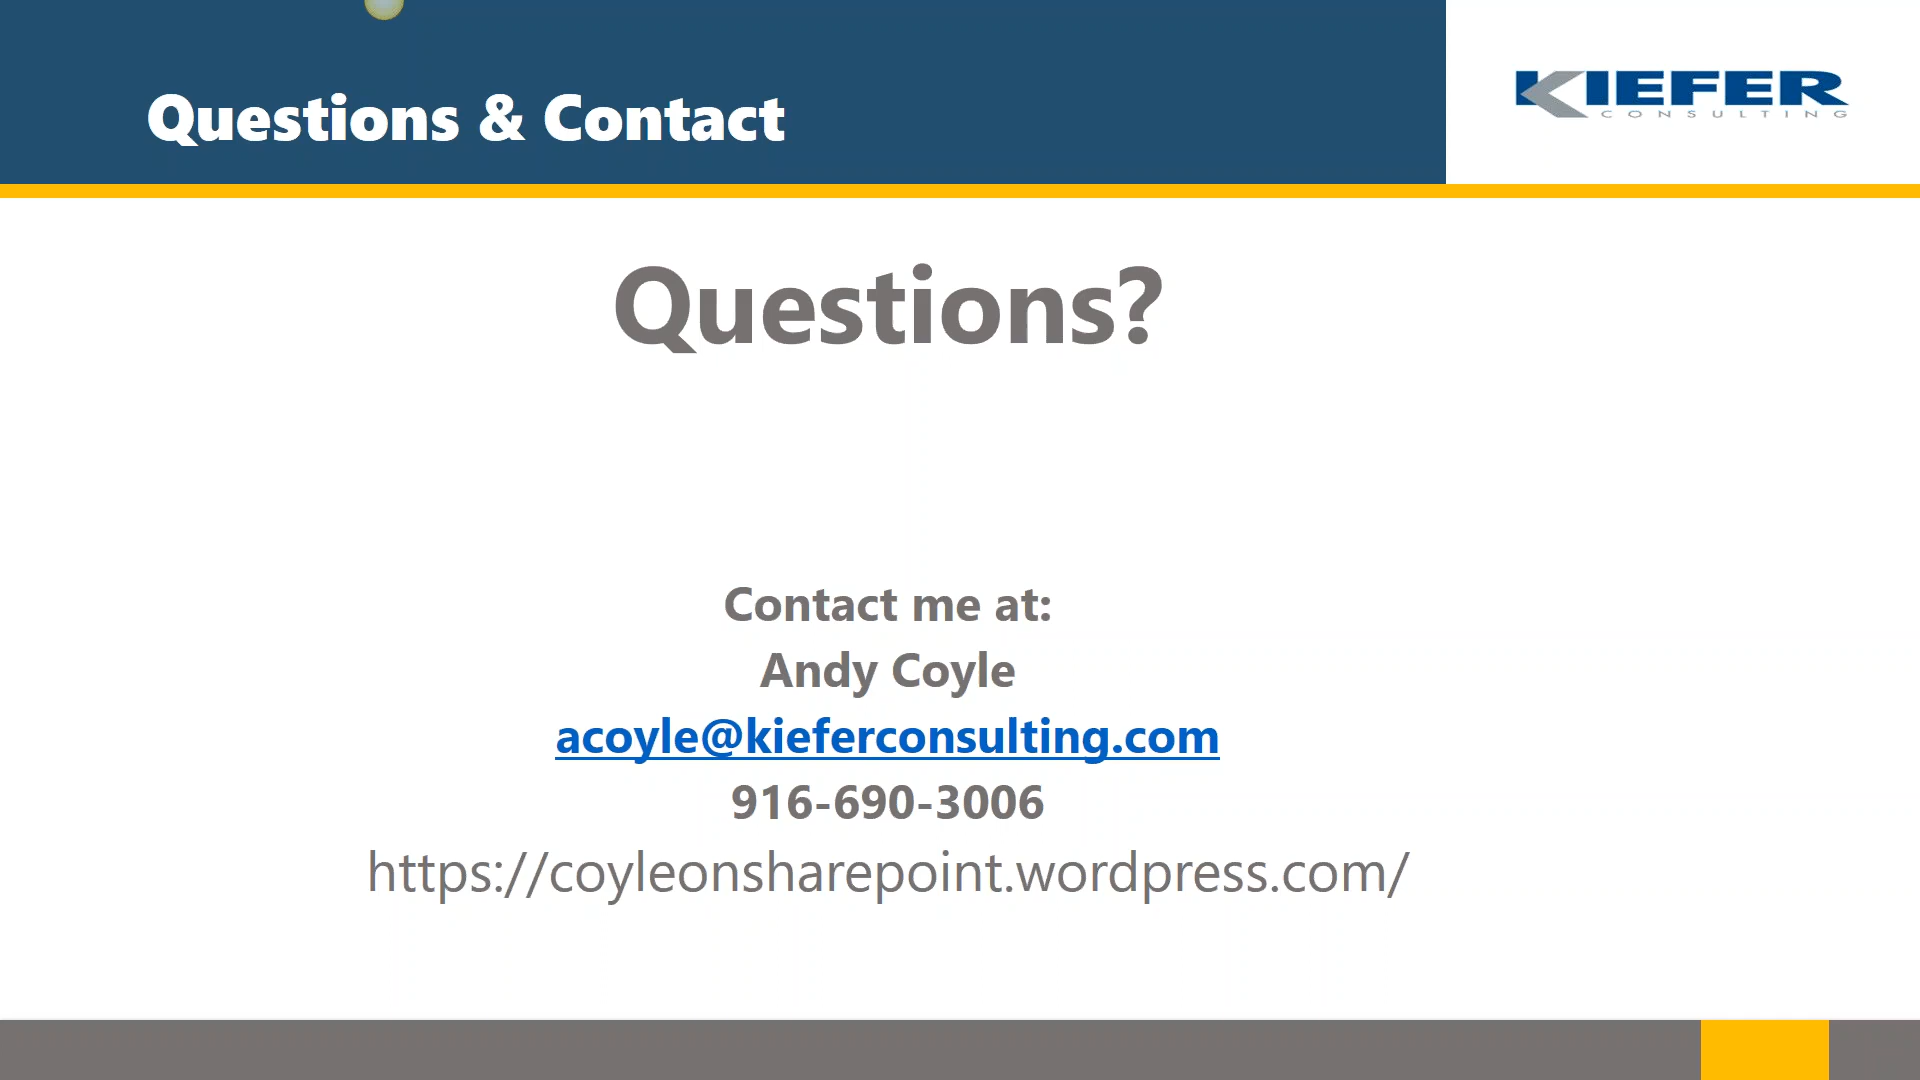 Questions & Contact
KIEFER
CONSULTING
Questions?
Contact me at:
Andy Coyle
acoyle@kieferconsulting.com
916-690-3006
https://coyleonsharepoint.wordpress.com/